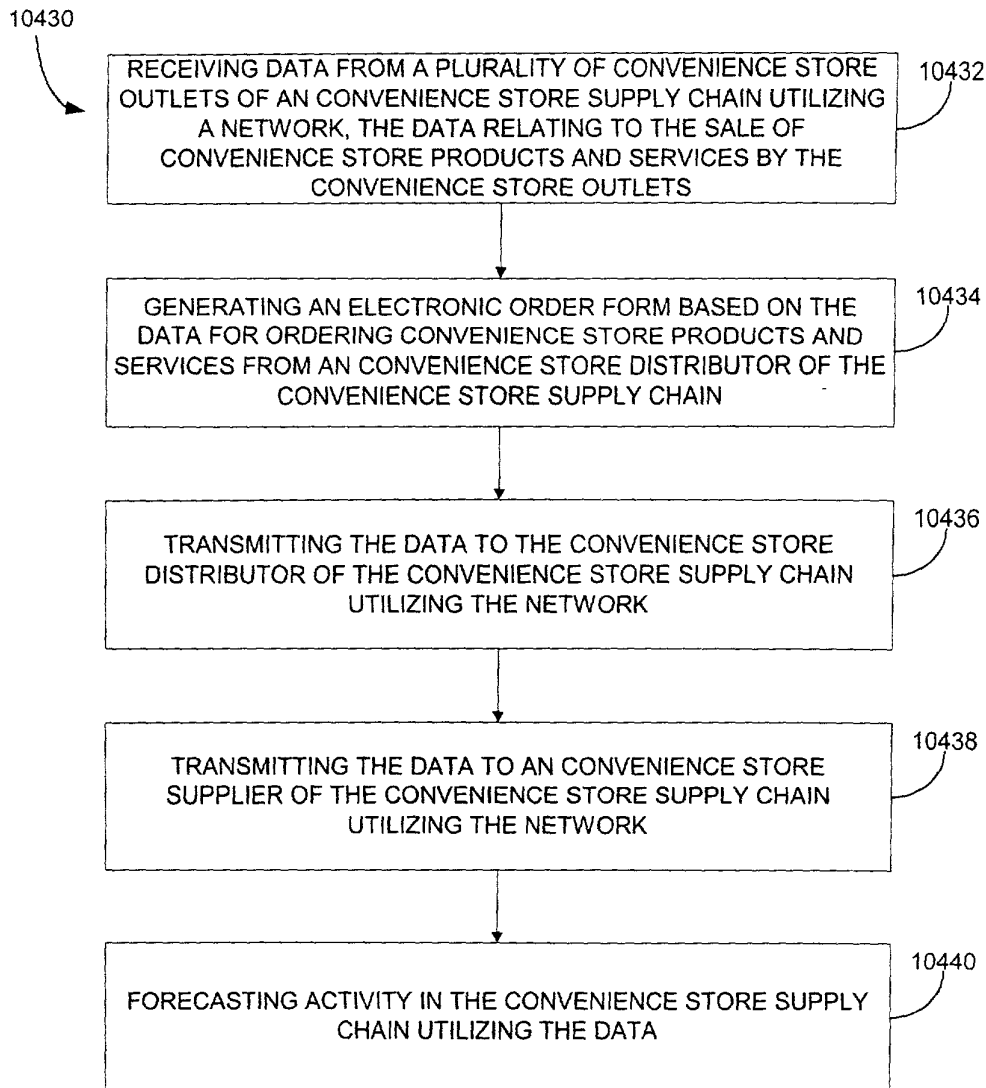 10430
RECEIVING DATA FROM A PLURALITY OF CONVENIENCE STORE
OUTLETS OF AN CONVENIENCE STORE SUPPLY CHAIN UTILIZING
A NETWORK, THE DATA RELATING TO THE SALE OF
CONVENIENCE STORE PRODUCTS AND SERVICES BY THE
CONVENIENCE STORE OUTLETS
10432
GENERATING AN ELECTRONIC ORDER FORM BASED ON THE
DATA FOR ORDERING CONVENIENCE STORE PRODUCTS AND
SERVICES FROM AN CONVENIENCE STORE DISTRIBUTOR OF THE
CONVENIENCE STORE SUPPLY CHAIN
10434
TRANSMITTING THE DATA TO THE CONVENIENCE STORE
DISTRIBUTOR OF THE CONVENIENCE STORE SUPPLY CHAIN
UTILIZING THE NETWORK
10436
TRANSMITTING THE DATA TO AN CONVENIENCE STORE
SUPPLIER OF THE CONVENIENCE STORE SUPPLY CHAIN
UTILIZING THE NETWORK
10438
FORECASTING ACTIVITY IN THE CONVENIENCE STORE SUPPLY
CHAIN UTILIZING THE DATA
10440